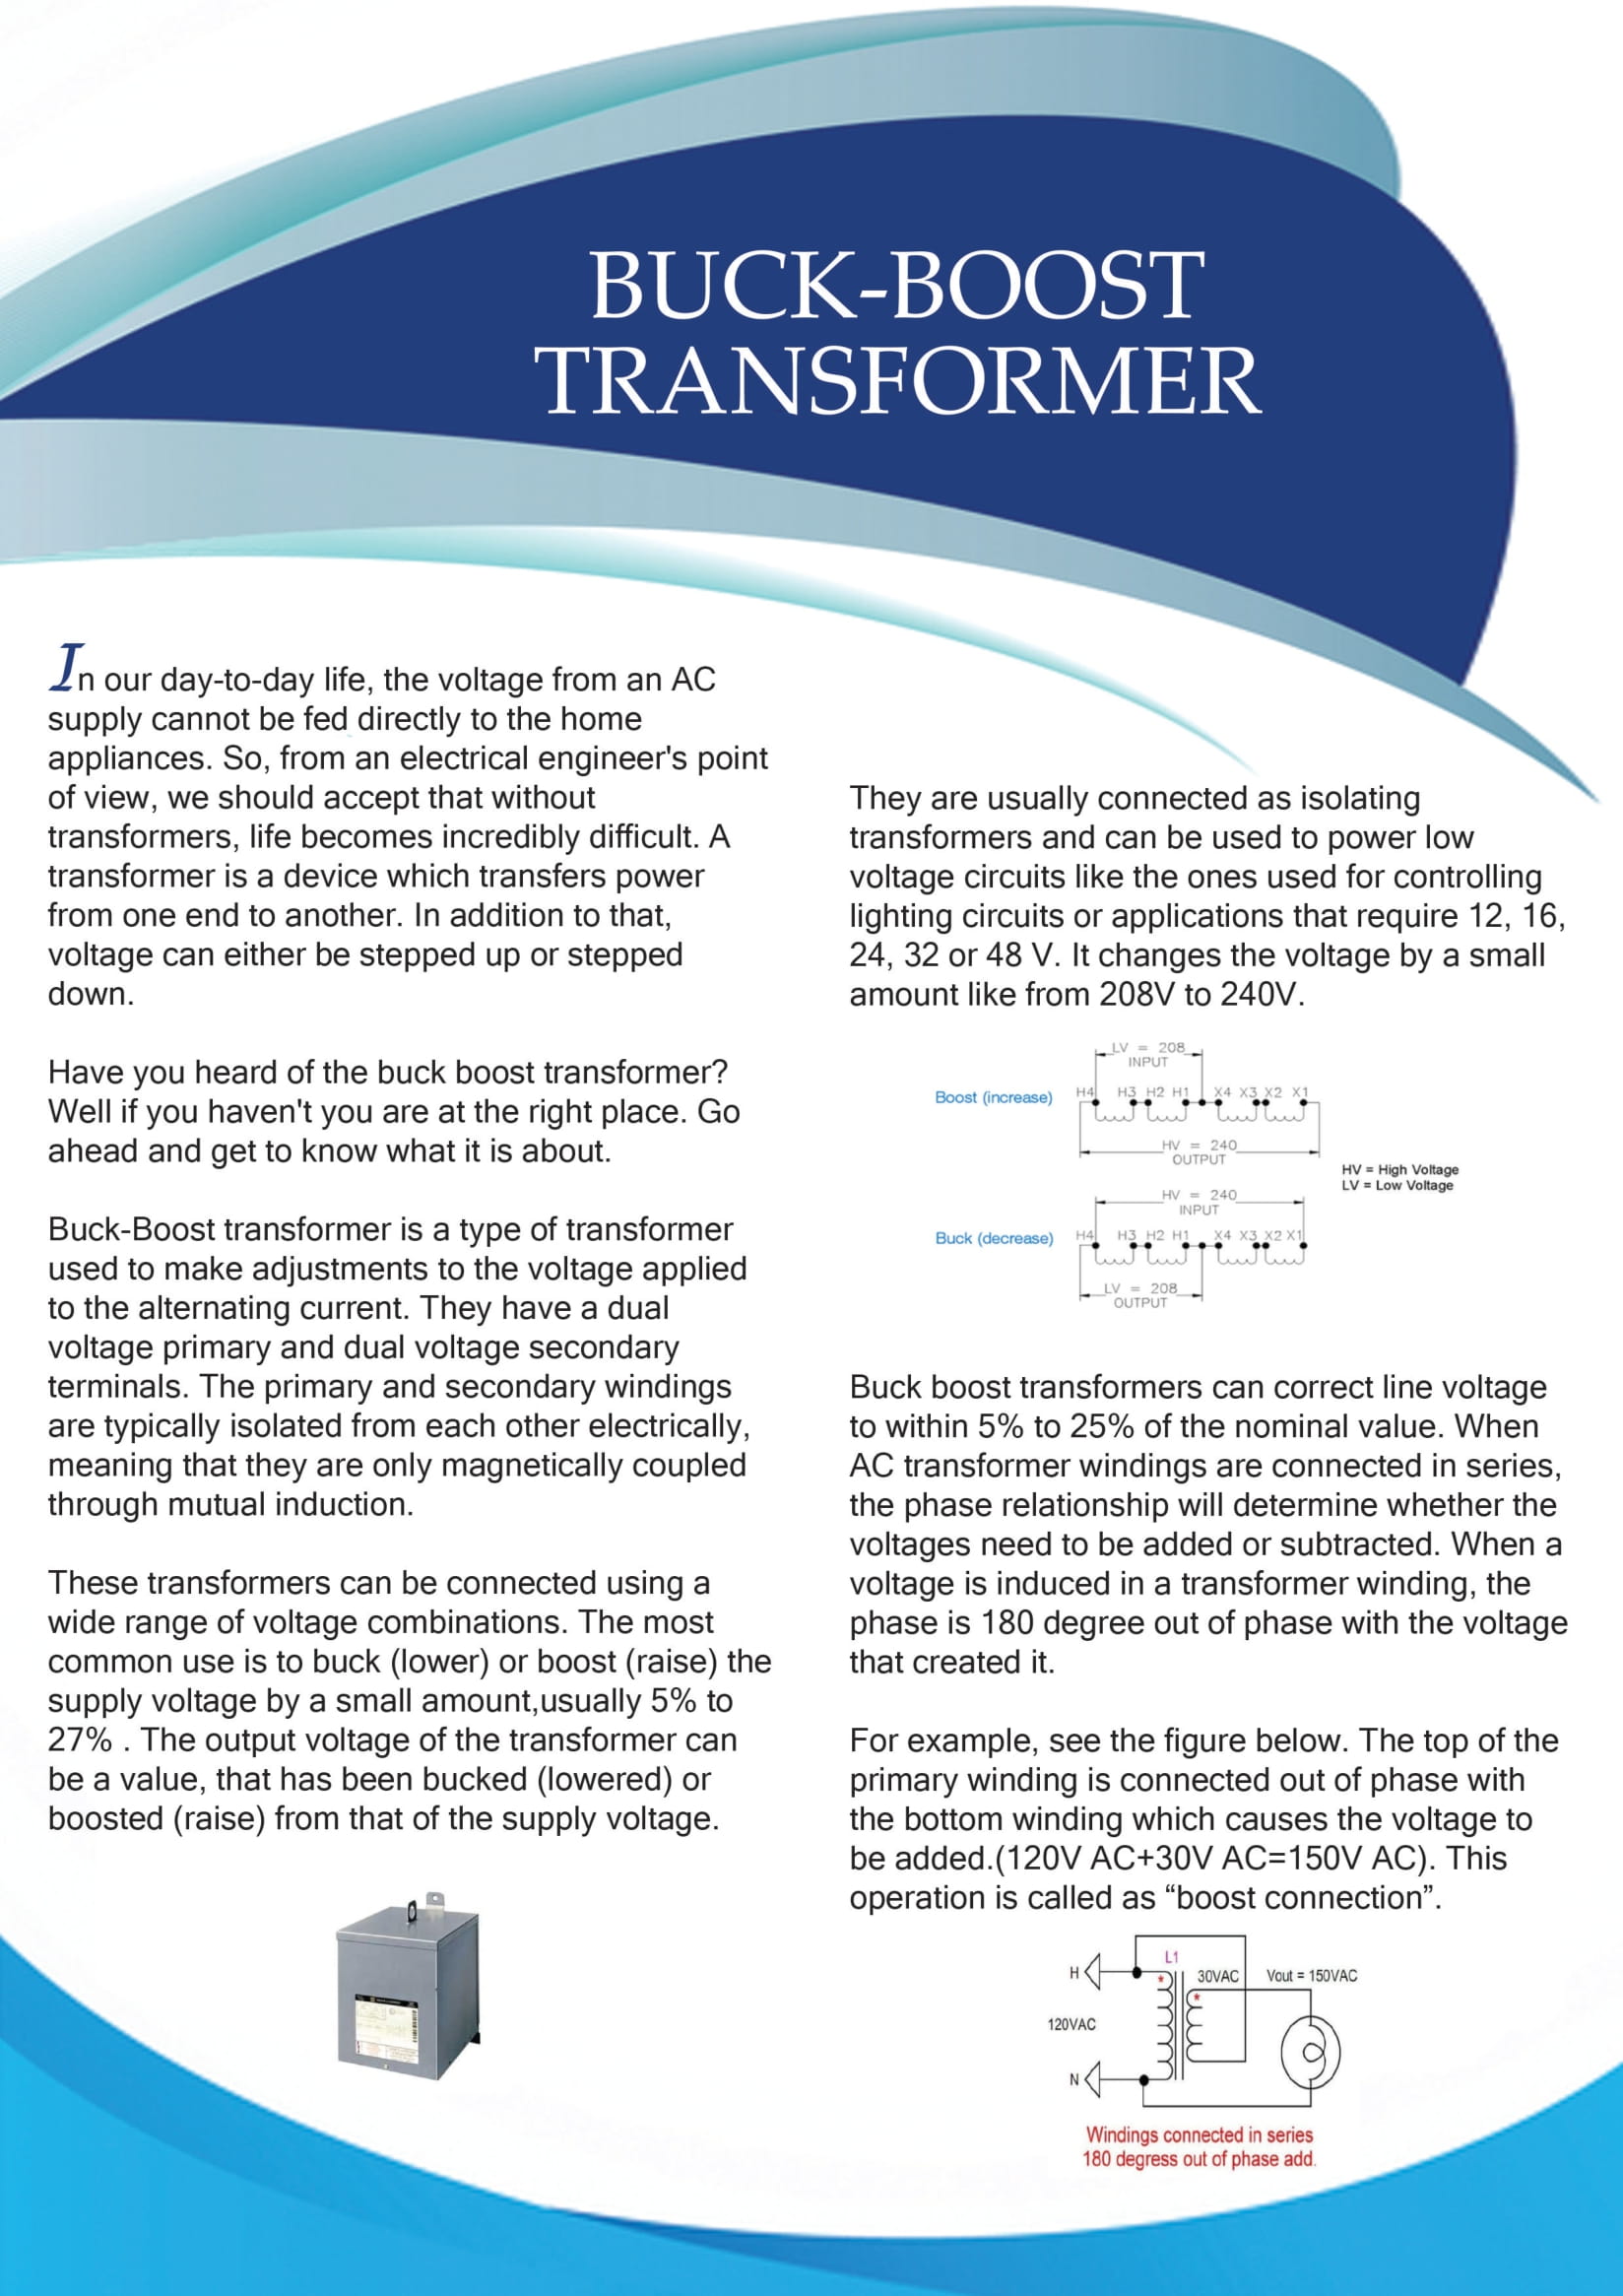 BUCK-BOOST
TRANSFORMER
In our day-to-day life, the voltage from an AC
supply cannot be fed directly to the home
appliances. So, from an electrical engineer's point
of view, we should accept that without
transformers, life becomes incredibly difficult. A
transformer is a device which transfers power
from one end to another. In addition to that,
voltage can either be stepped up or stepped
down.
Have you heard of the buck boost transformer?
Well if you haven't you are at the right place. Go
ahead and get to know what it is about.
Buck-Boost transformer is a type of transformer
used to make adjustments to the voltage applied
to the alternating current. They have a dual
voltage primary and dual voltage secondary
terminals. The primary and secondary windings
are typically isolated from each other electrically,
meaning that they are only magnetically coupled
through mutual induction.
These transformers can be connected using a
wide range of voltage combinations. The most
common use is to buck (lower) or boost (raise) the
supply voltage by a small amount,usually 5% to
27% . The output voltage of the transformer can
be a value, that has been bucked (lowered) or
boosted (raise) from that of the supply voltage.
They are usually connected as isolating
transformers and can be used to power low
voltage circuits like the ones used for controlling
lighting circuits or applications that require 12, 16,
24, 32 or 48 V. It changes the voltage by a small
amount like from 208V to 240V.
LV = 208
INPUT
Boost (increase) H4 H3 H2 H1 X4 X3 X2 X1
HV = 240
OUTPUT
HV = High Voltage
LV = Low Voltage
HV = 240
INPUT
Buck (decrease) H4 H3 H2 H1 X4 X3 X2 X1
LV = 208
OUTPUT
Buck boost transformers can correct line voltage
to within 5% to 25% of the nominal value. When
AC transformer windings are connected in series,
the phase relationship will determine whether the
voltages need to be added or subtracted. When a
voltage is induced in a transformer winding, the
phase is 180 degree out of phase with the voltage
that created it.
For example, see the figure below. The top of the
primary winding is connected out of phase with
the bottom winding which causes the voltage to
be added.(120V AC+30V AC=150V AC). This
operation is called as “boost connection”.
L1
H * 30VAC Vout = 150VAC
*
120VAC
N
Windings connected in series
180 degress out of phase add.